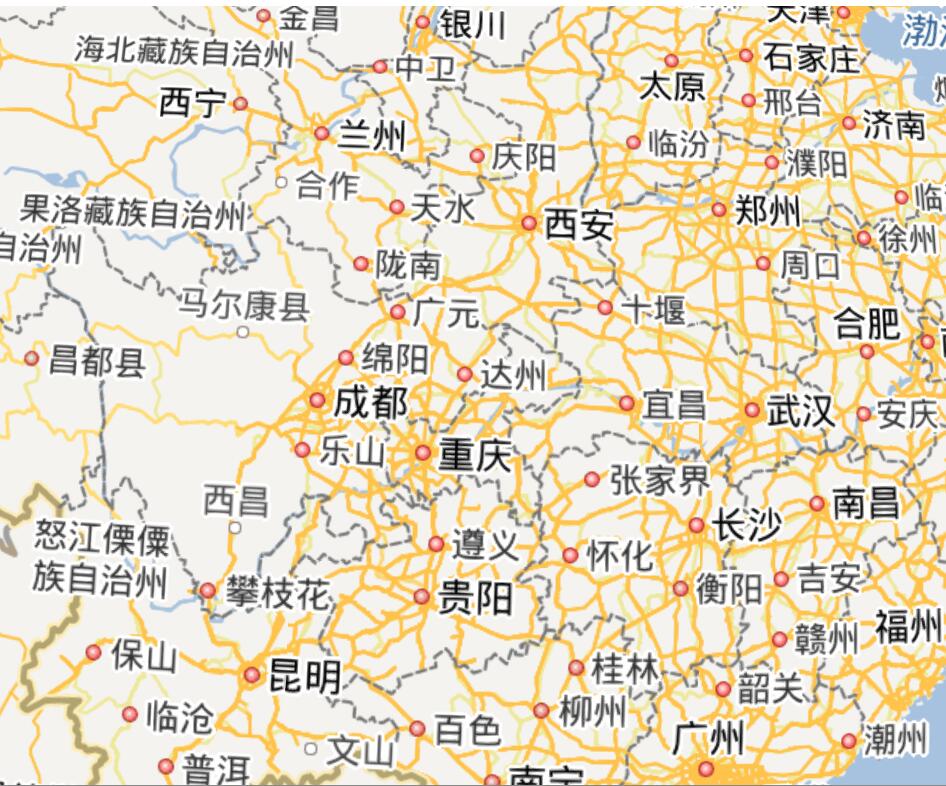 金昌
银川
天津
渤
海北藏族自治州
中卫
石家庄
太原
西宁
邢台
兰州
济南
临汾
庆阳
濮阳
合作
果洛藏族自治州
天水
西安
郑州
临
自治州
徐州
陇南
周口
马尔康县
广元
十堰
合肥
昌都县
绵阳
达州
成都
宜昌
武汉
安庆
乐山
重庆
张家界
西昌
南昌
长沙
怒江傈僳
族自治州
遵义
怀化
攀枝花
贵阳
衡阳
吉安
赣州
福州
保山
昆明
桂林
韶关
临沧
柳州
百色
广州
潮州
文山
普洱
南宁